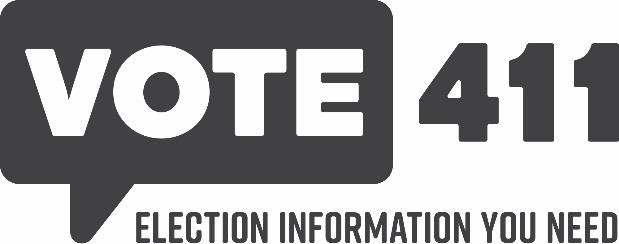 VOTE 411
ELECTION INFORMATION YOU NEED